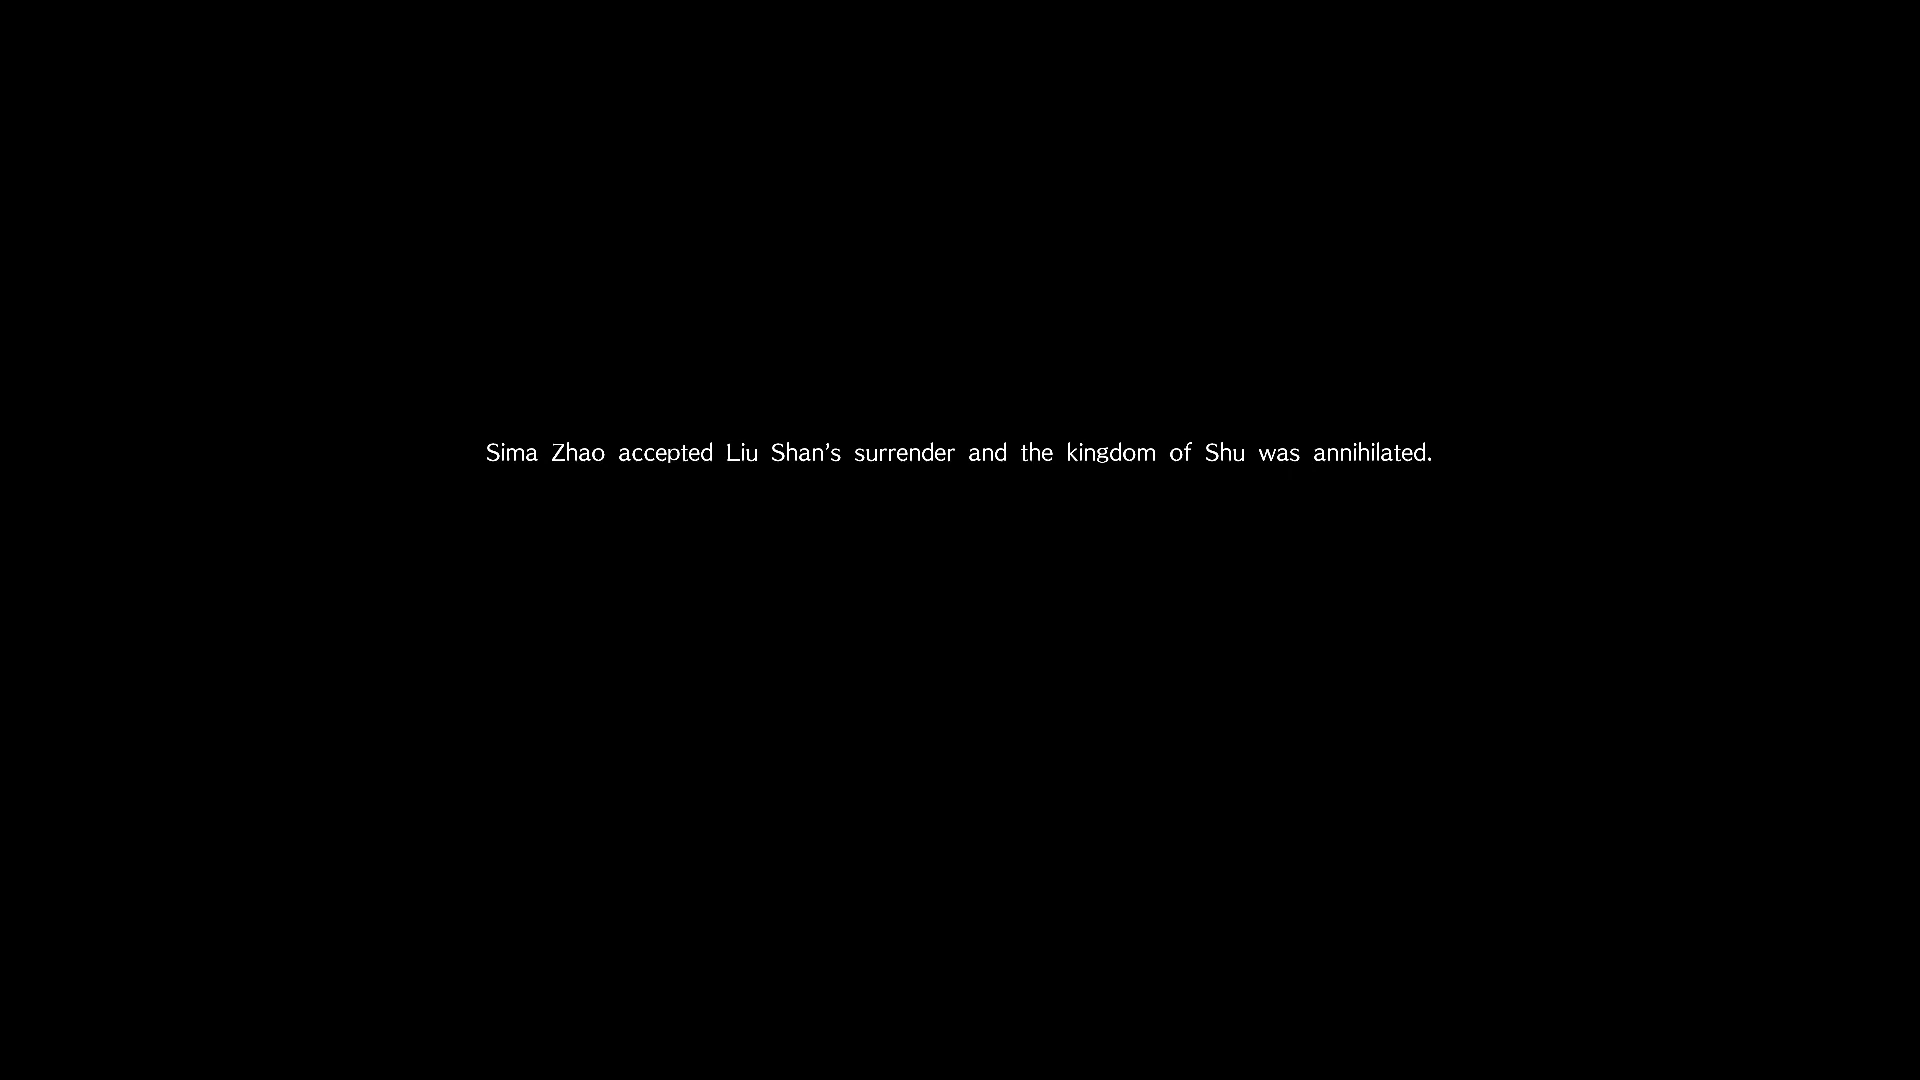 Sima Zhao accepted Liu Shan’s surrender and the kingdom of Shu was annihilated.